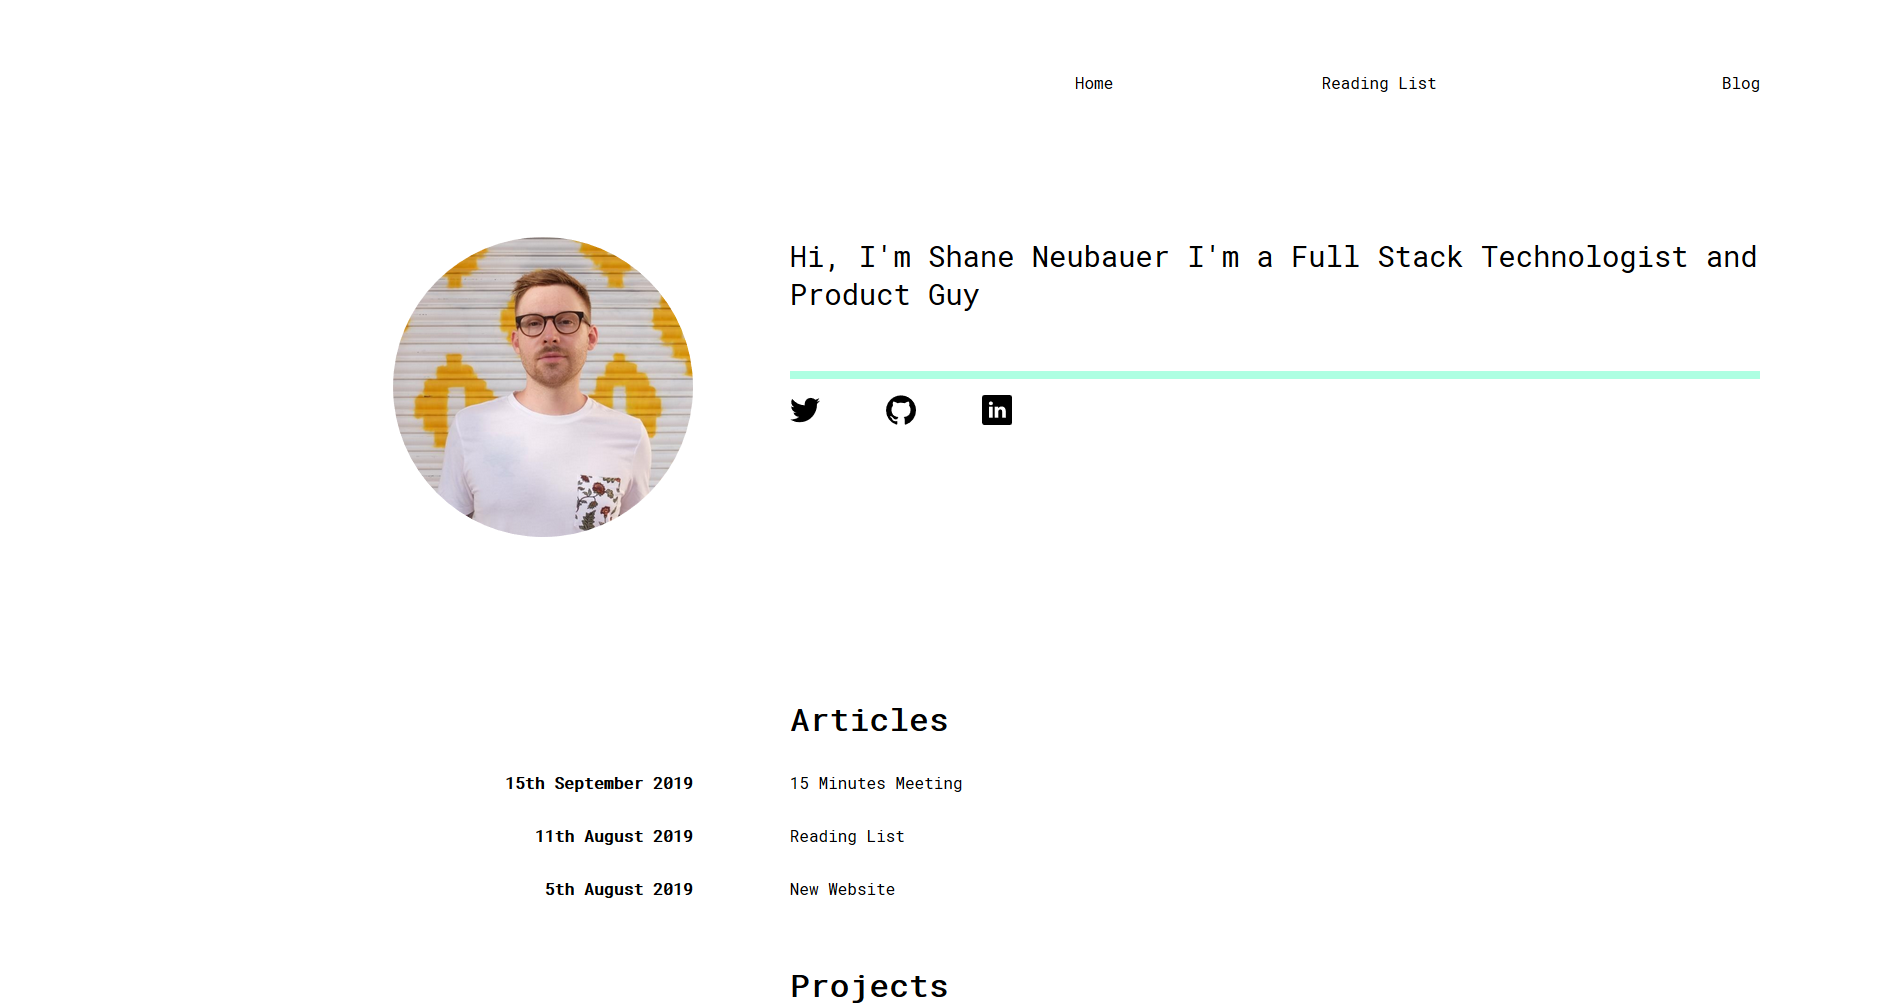 Home Reading List Blog
Hi, I'm Shane Neubauer I'm a Full Stack Technologist and
Product Guy
in
Articles
15th September 2019 15 Minutes Meeting
11th August 2019 Reading List
5th August 2019 New Website
Projects